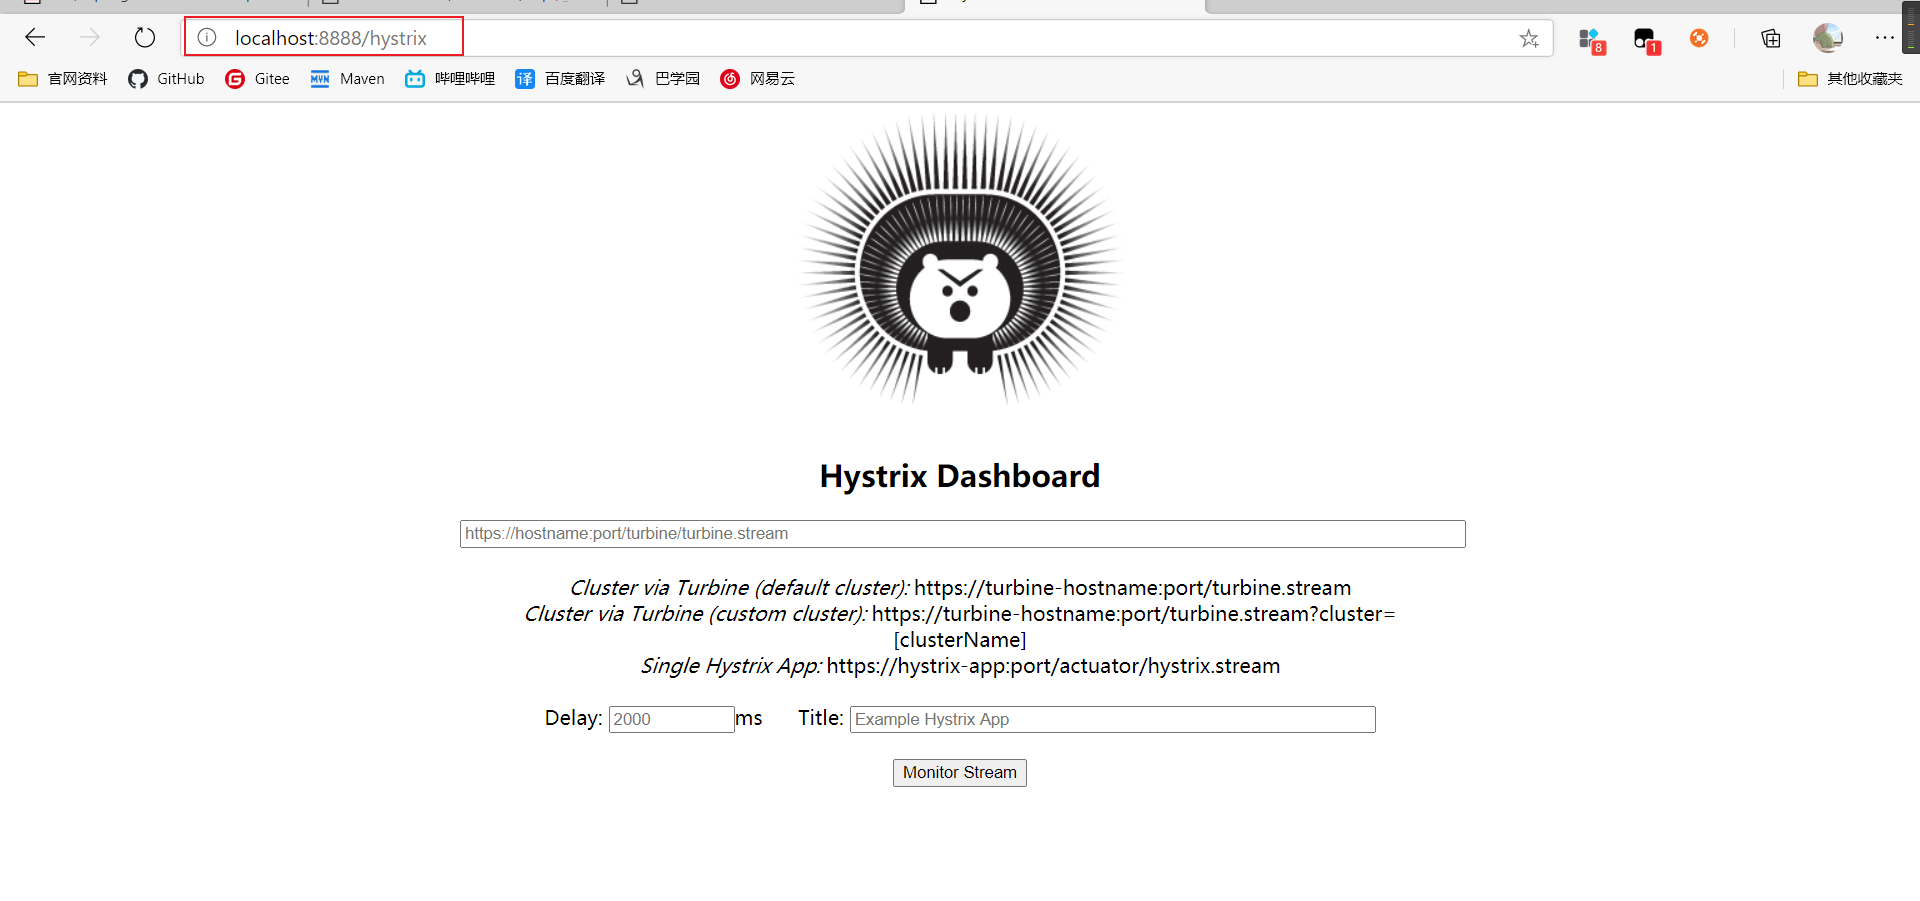 localhost:8888/hystrix
8
1
官网资料
GitHub
Gitee
Maven
哔哩哔哩
百度翻译
巴学园
网易云
其他收藏夹
Hystrix Dashboard
https://hostname:port/turbine/turbine.stream
Cluster via Turbine (default cluster): https://turbine-hostname:port/turbine.stream
Cluster via Turbine (custom cluster): https://turbine-hostname:port/turbine.stream?cluster=
[clusterName]
Single Hystrix App: https://hystrix-app:port/actuator/hystrix.stream
Delay: 2000 ms Title: Example Hystrix App
Monitor Stream